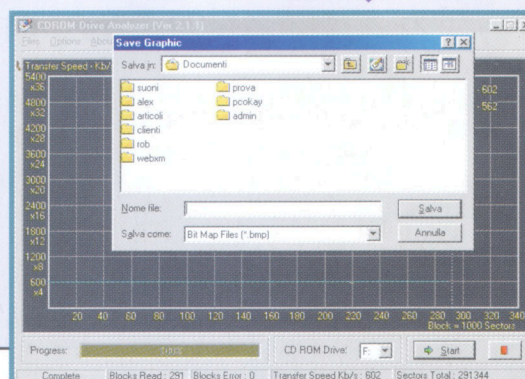 CDROM Drive Analyzer (Ver 2.1.1)
Files Options Abou
Save Graphic
Salva in: Documenti
suoni
alex
articoli
clienti
rob
webxm
prova
pcokay
admin
Nome file:
Salva
Salva come: Bit Map Files (*.bmp)
Annulla
Transfer Speed - Kb/
5400
x36
4800
x32
4200
x28
3600
x24
3000
x20
2400
x16
1800
x12
1200
x8
600
x4
- 602
- 562
20 40 60 80 100 120 140 160 180 200 220 240 260 280 300 320 340
Block = 1000 Sectors
Progress:
100%
CD ROM Drive: F:
Start
Complete
Blocks Read : 291
Blocks Error : 0
Transfer Speed Kb/s : 602
Sectors Total : 291344